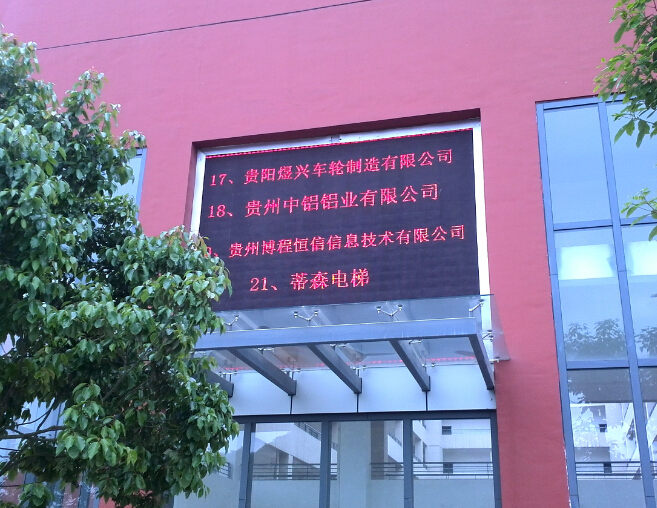 17、贵阳煜兴车轮制造有限公司
18、贵州中铝铝业有限公司
、贵州博程恒信信息技术有限公司
21、蒂森电梯